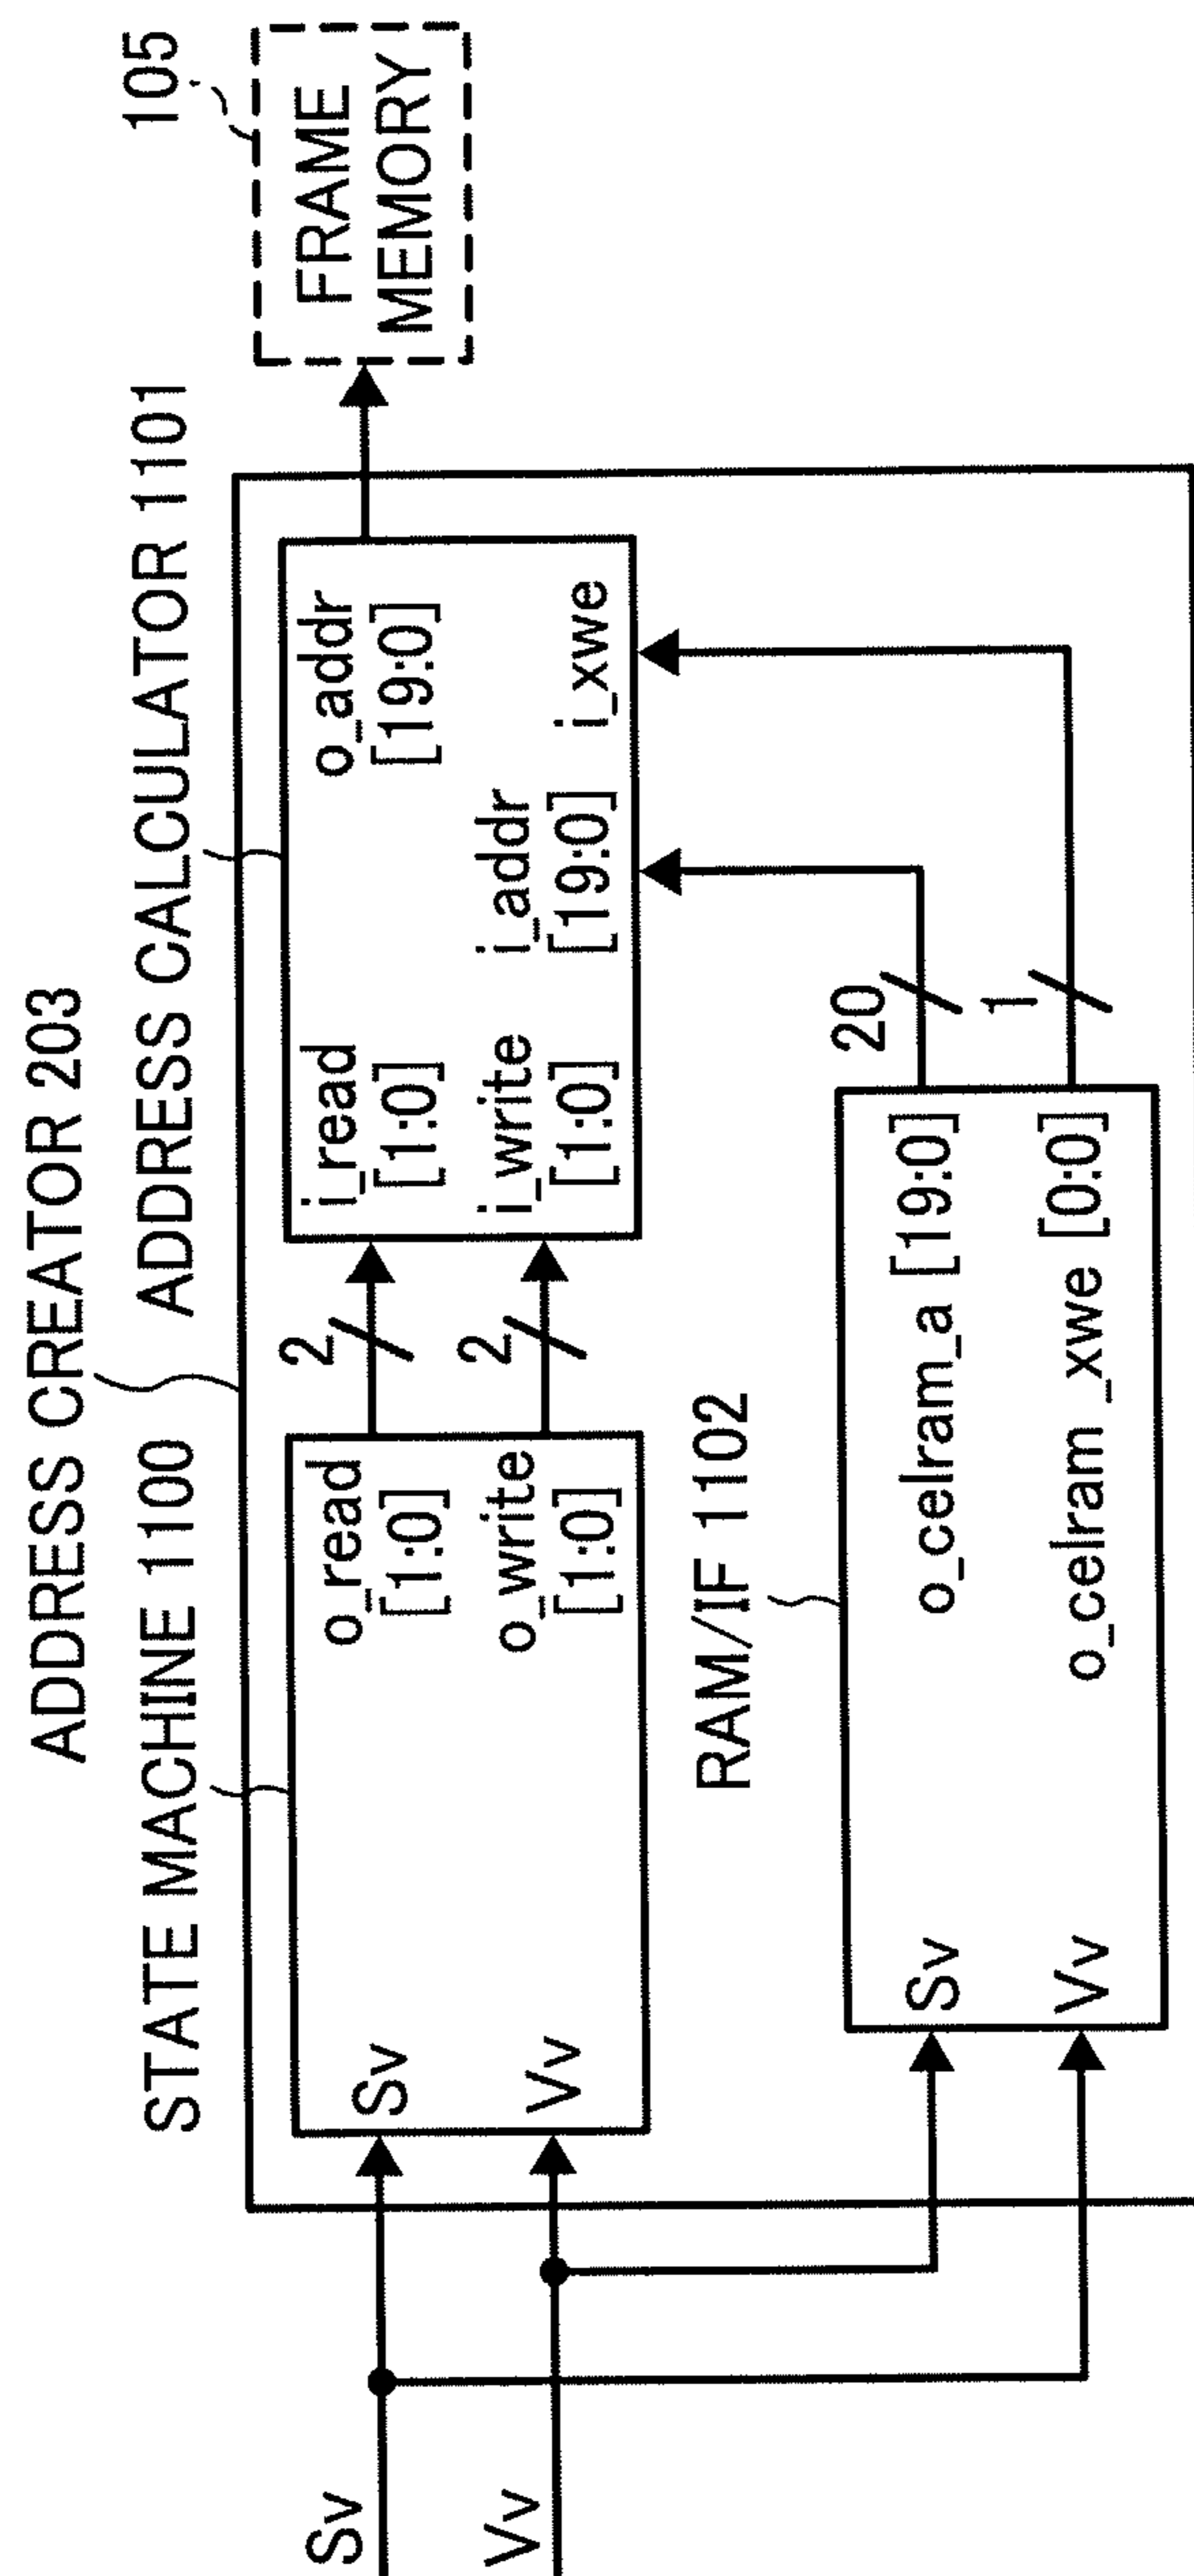 ADDRESS CREATOR 203
STATE MACHINE 1100
ADDRESS CALCULATOR 1101
105
FRAME
MEMORY
Sv
Vv
Sv
Vv
o_read
[1:0]
o_write
[1:0]
2
2
i_read
[1:0]
i_write
[1:0]
o_addr
[19:0]
i_addr
[19:0]
i_xwe
RAM/IF 1102
Sv
Vv
o_celram_a [19:0]
o_celram _xwe [0:0]
20
1